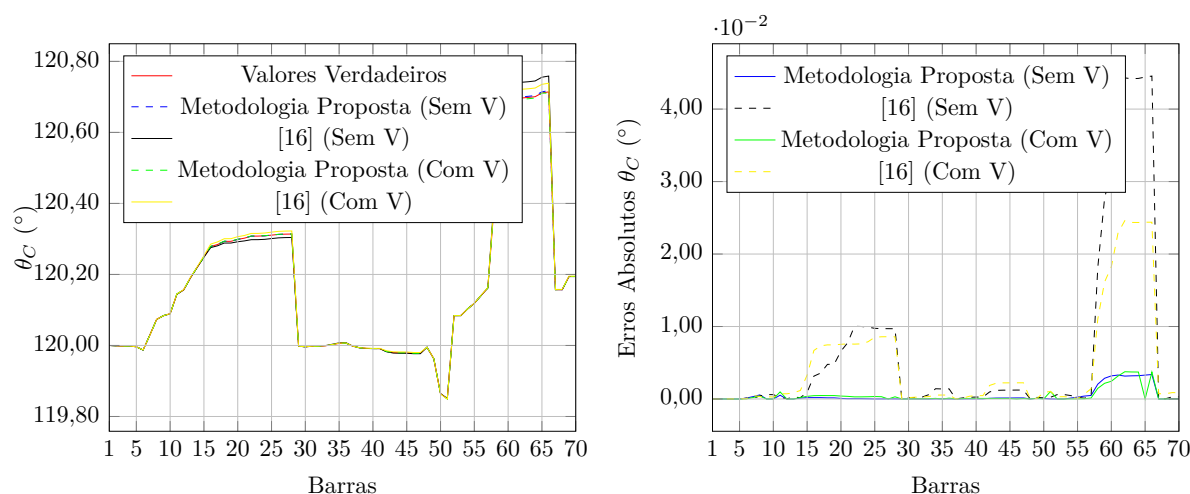 120,80
120,60
120,40
120,20
120,00
119,80
θC (°)
Valores Verdadeiros
Metodologia Proposta (Sem V)
[16] (Sem V)
Metodologia Proposta (Com V)
[16] (Com V)
1 5 10 15 20 25 30 35 40 45 50 55 60 65 70
Barras
·10−2
4,00
3,00
2,00
1,00
0,00
Erros Absolutos θC (°)
Metodologia Proposta (Sem V)
[16] (Sem V)
Metodologia Proposta (Com V)
[16] (Com V)
1 5 10 15 20 25 30 35 40 45 50 55 60 65 70
Barras